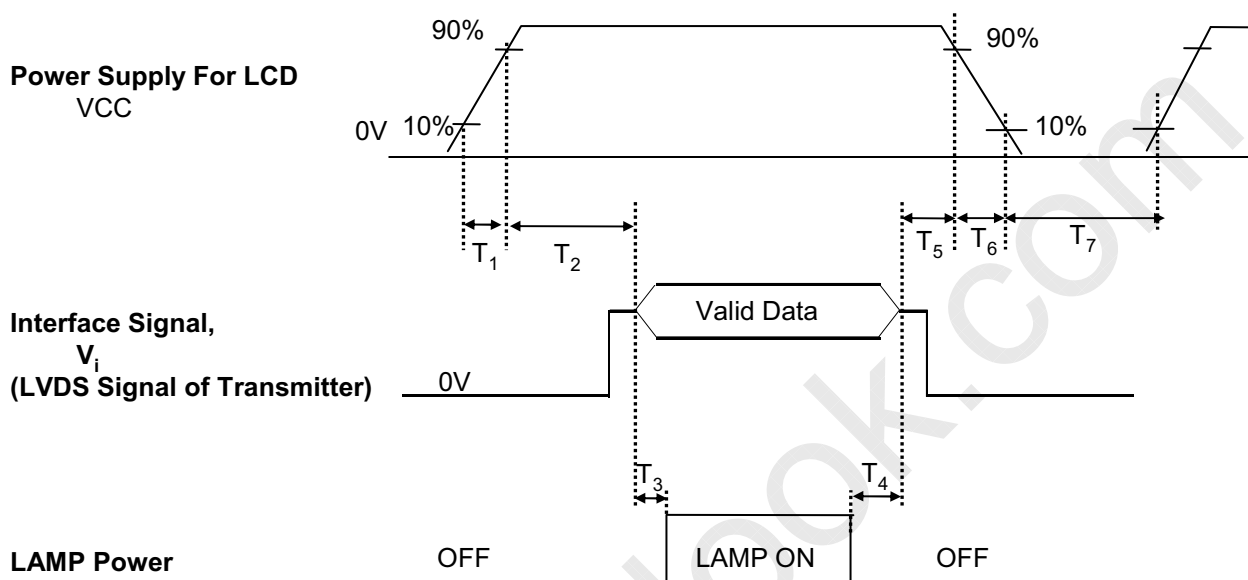 90%
90%
Power Supply For LCD
VCC
0V
10%
10%
T1
T2
T5
T6
T7
Valid Data
Interface Signal,
Vi
(LVDS Signal of Transmitter)
0V
T3
T4
LAMP Power
OFF
LAMP ON
OFF